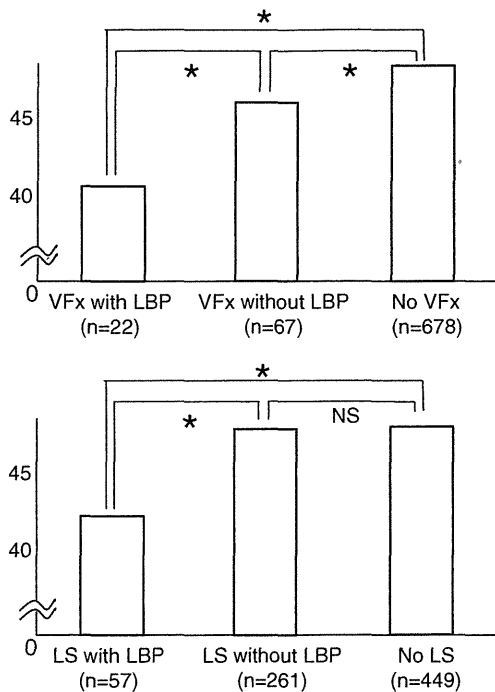 *
* *
45
40
0
VFx with LBP VFx without LBP No VFx
(n=22) (n=67) (n=678)
*
* NS
45
40
0
LS with LBP LS without LBP No LS
(n=57) (n=261) (n=449)